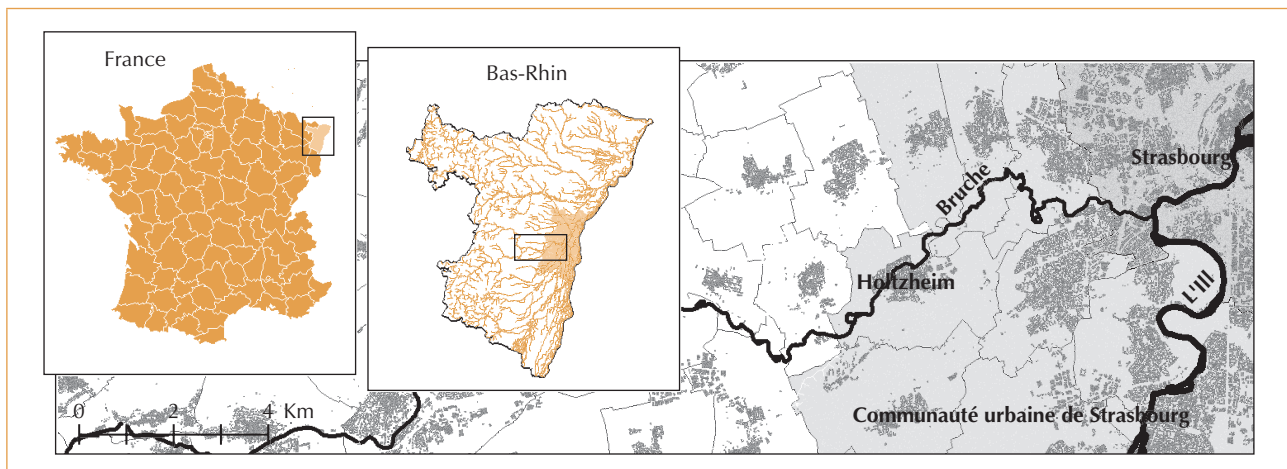 France
Bas-Rhin
Strasbourg
Bruche
Holtzheim
L'Ill
Communauté urbaine de Strasbourg
0 2 4 Km